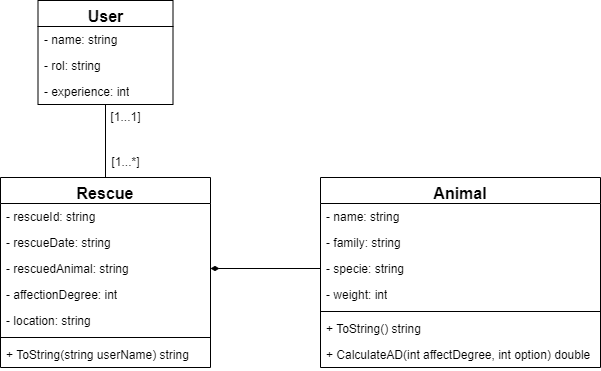 User
- name: string
- rol: string
- experience: int
[1...1]
[1...*]
Rescue
- rescueId: string
- rescueDate: string
- rescuedAnimal: string
- affectionDegree: int
- location: string
+ ToString(string userName) string
Animal
- name: string
- family: string
- specie: string
- weight: int
+ ToString() string
+ CalculateAD(int affectDegree, int option) double